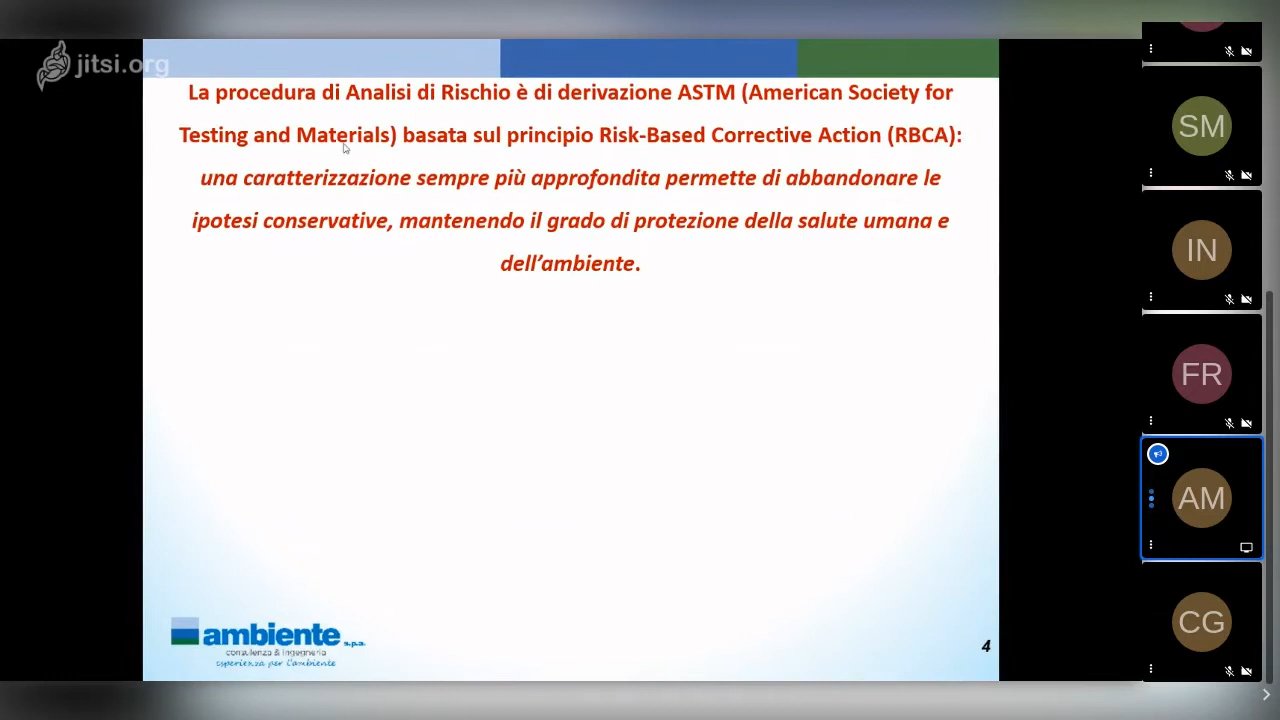 jitsi.org
La procedura di Analisi di Rischio è di derivazione ASTM (American Society for
Testing and Materials) basata sul principio Risk-Based Corrective Action (RBCA):
una caratterizzazione sempre più approfondita permette di abbandonare le
ipotesi conservative, mantenendo il grado di protezione della salute umana e
dell’ambiente.
ambiente s.p.a.
consulenza & ingegneria
esperienza per l'ambiente
4
SM
IN
FR
AM
CG